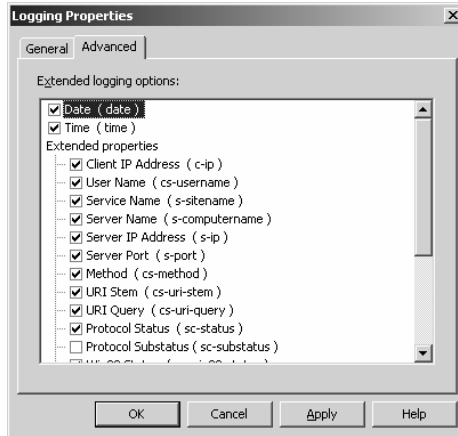 Logging Properties
General Advanced
Extended logging options:
Date ( date )
Time ( time )
Extended properties
Client IP Address ( c-ip )
User Name ( cs-username )
Service Name ( s-sitename )
Server Name ( s-computername )
Server IP Address ( s-ip )
Server Port ( s-port )
Method ( cs-method )
URI Stem ( cs-uri-stem )
URI Query ( cs-uri-query )
Protocol Status ( sc-status )
Protocol Substatus ( sc-substatus )
OK Cancel Apply Help